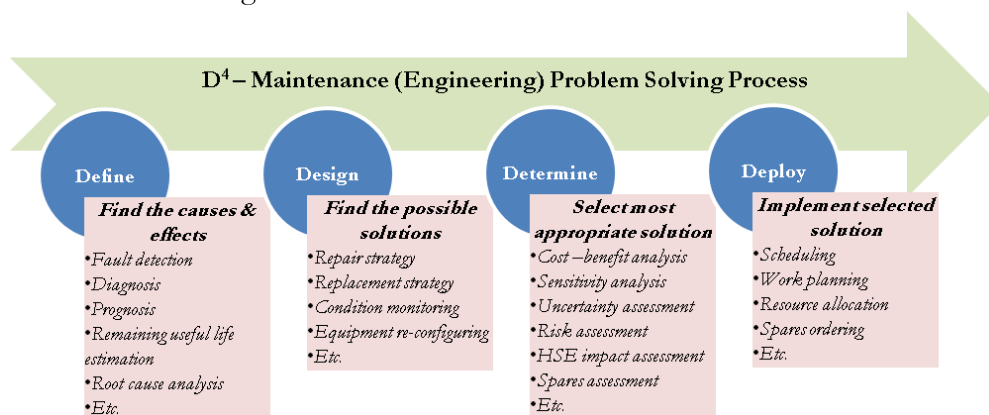 D⁴ – Maintenance (Engineering) Problem Solving Process
Define
Find the causes &
effects
•Fault detection
•Diagnosis
•Prognosis
•Remaining useful life
estimation
•Root cause analysis
•Etc.
Design
Find the possible
solutions
•Repair strategy
•Replacement strategy
•Condition monitoring
•Equipment re-configuring
•Etc.
Determine
Select most
appropriate solution
•Cost –benefit analysis
•Sensitivity analysis
•Uncertainty assessment
•Risk assessment
•HSE impact assessment
•Spares assessment
•Etc.
Deploy
Implement selected
solution
•Scheduling
•Work planning
•Resource allocation
•Spares ordering
•Etc.